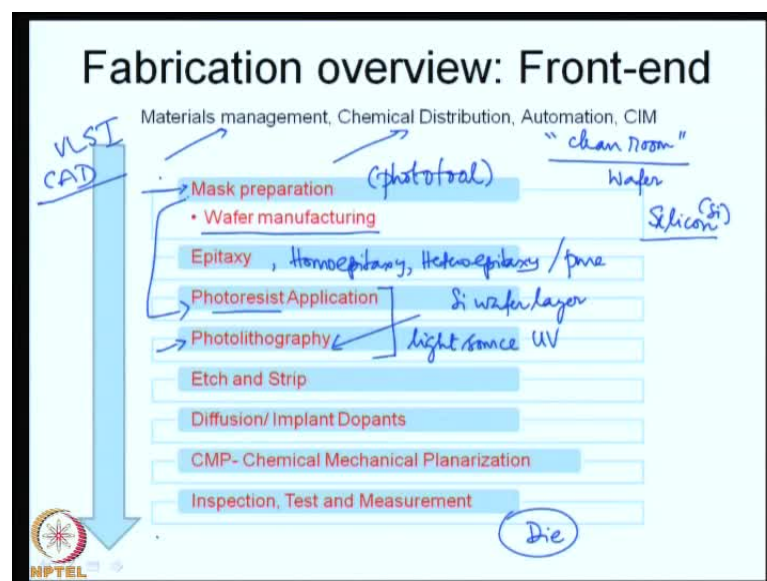 Fabrication overview: Front-end
Materials management, Chemical Distribution, Automation, CIM
VLSI
CAD
"clean room"
Wafer
Silicon (Si)
Mask preparation (phototool)
• Wafer manufacturing
Epitaxy , Homoepitaxy, Heteroepitaxy / pure
Photoresist Application Si wafer layer
Photolithography light source UV
Etch and Strip
Diffusion/ Implant Dopants
CMP- Chemical Mechanical Planarization
Inspection, Test and Measurement
Die
NPTEL